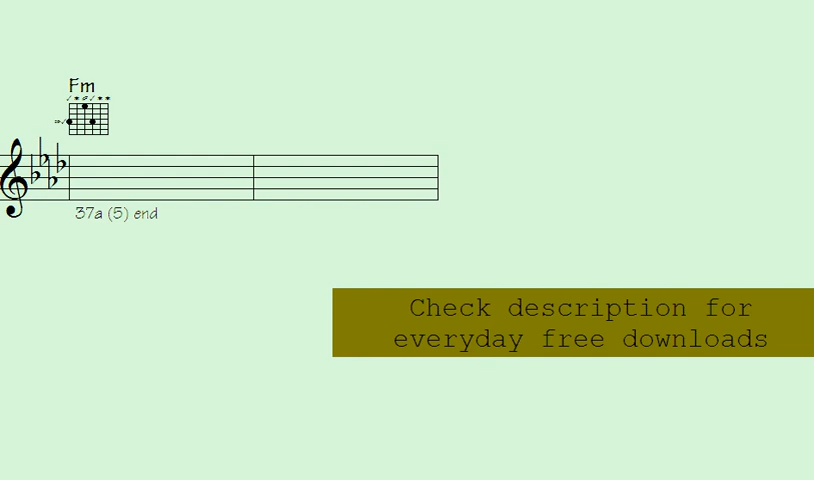 Fm
37a (5) end
Check description for
everyday free downloads